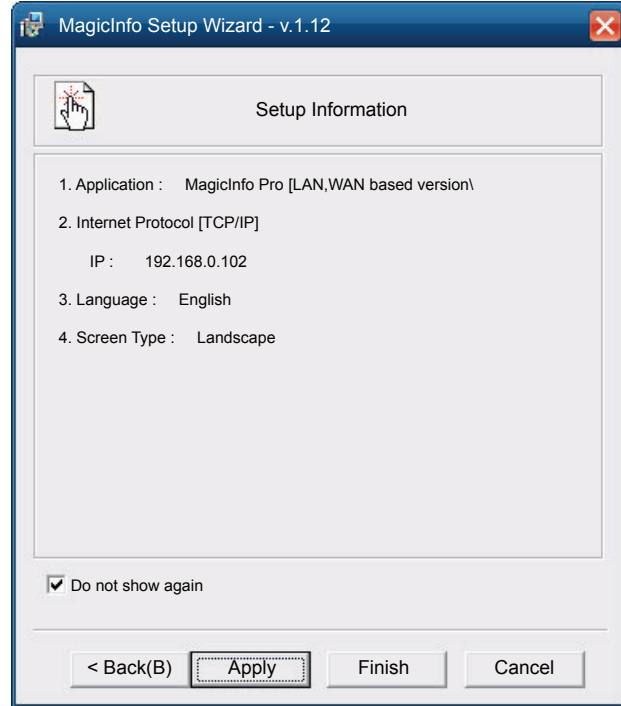 MagicInfo Setup Wizard - v.1.12
Setup Information
1. Application : MagicInfo Pro [LAN,WAN based version\
2. Internet Protocol [TCP/IP]
IP : 192.168.0.102
3. Language : English
4. Screen Type : Landscape
Do not show again
< Back(B) Apply Finish Cancel